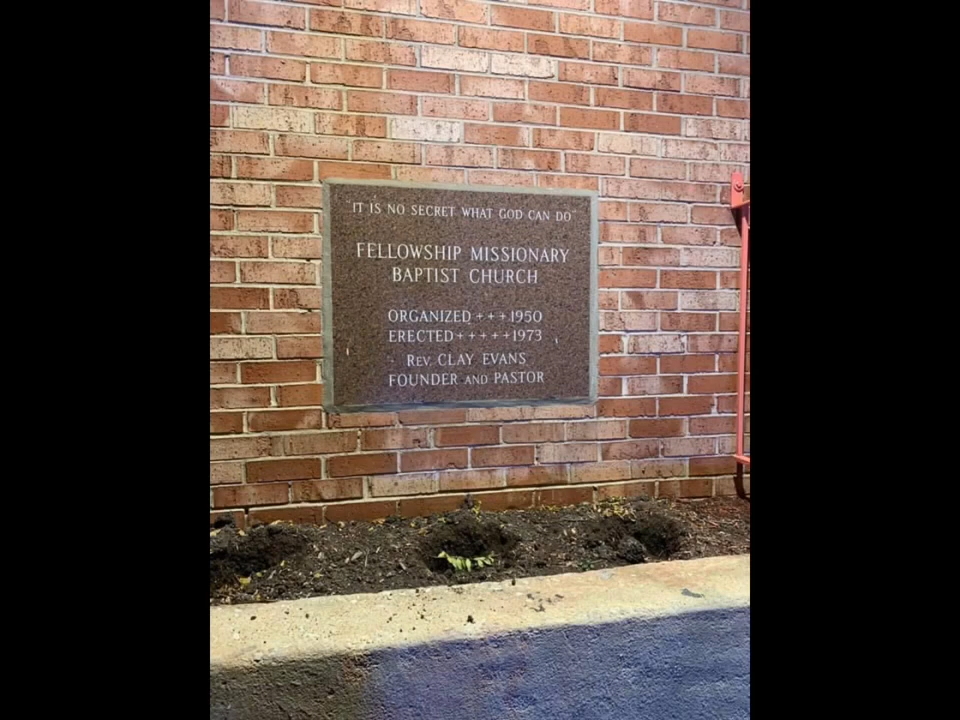 "IT IS NO SECRET WHAT GOD CAN DO"
FELLOWSHIP MISSIONARY
BAPTIST CHURCH
ORGANIZED + + + 1950
ERECTED + + + + + 1973
REV. CLAY EVANS
FOUNDER AND PASTOR